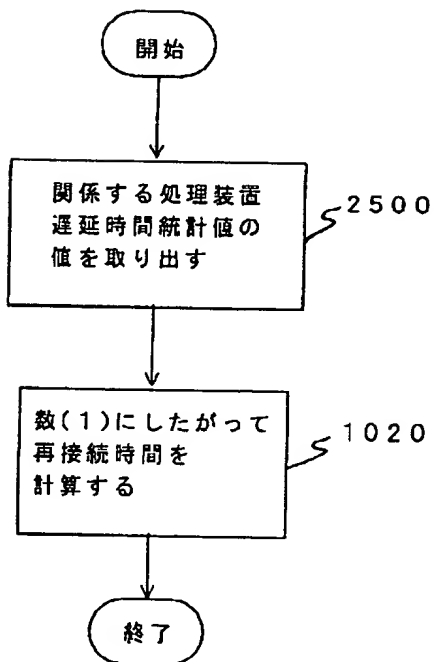 開始
関係する処理装置
遅延時間統計値の
値を取り出す
2500
数(1)にしたがって
再接続時間を
計算する
1020
終了